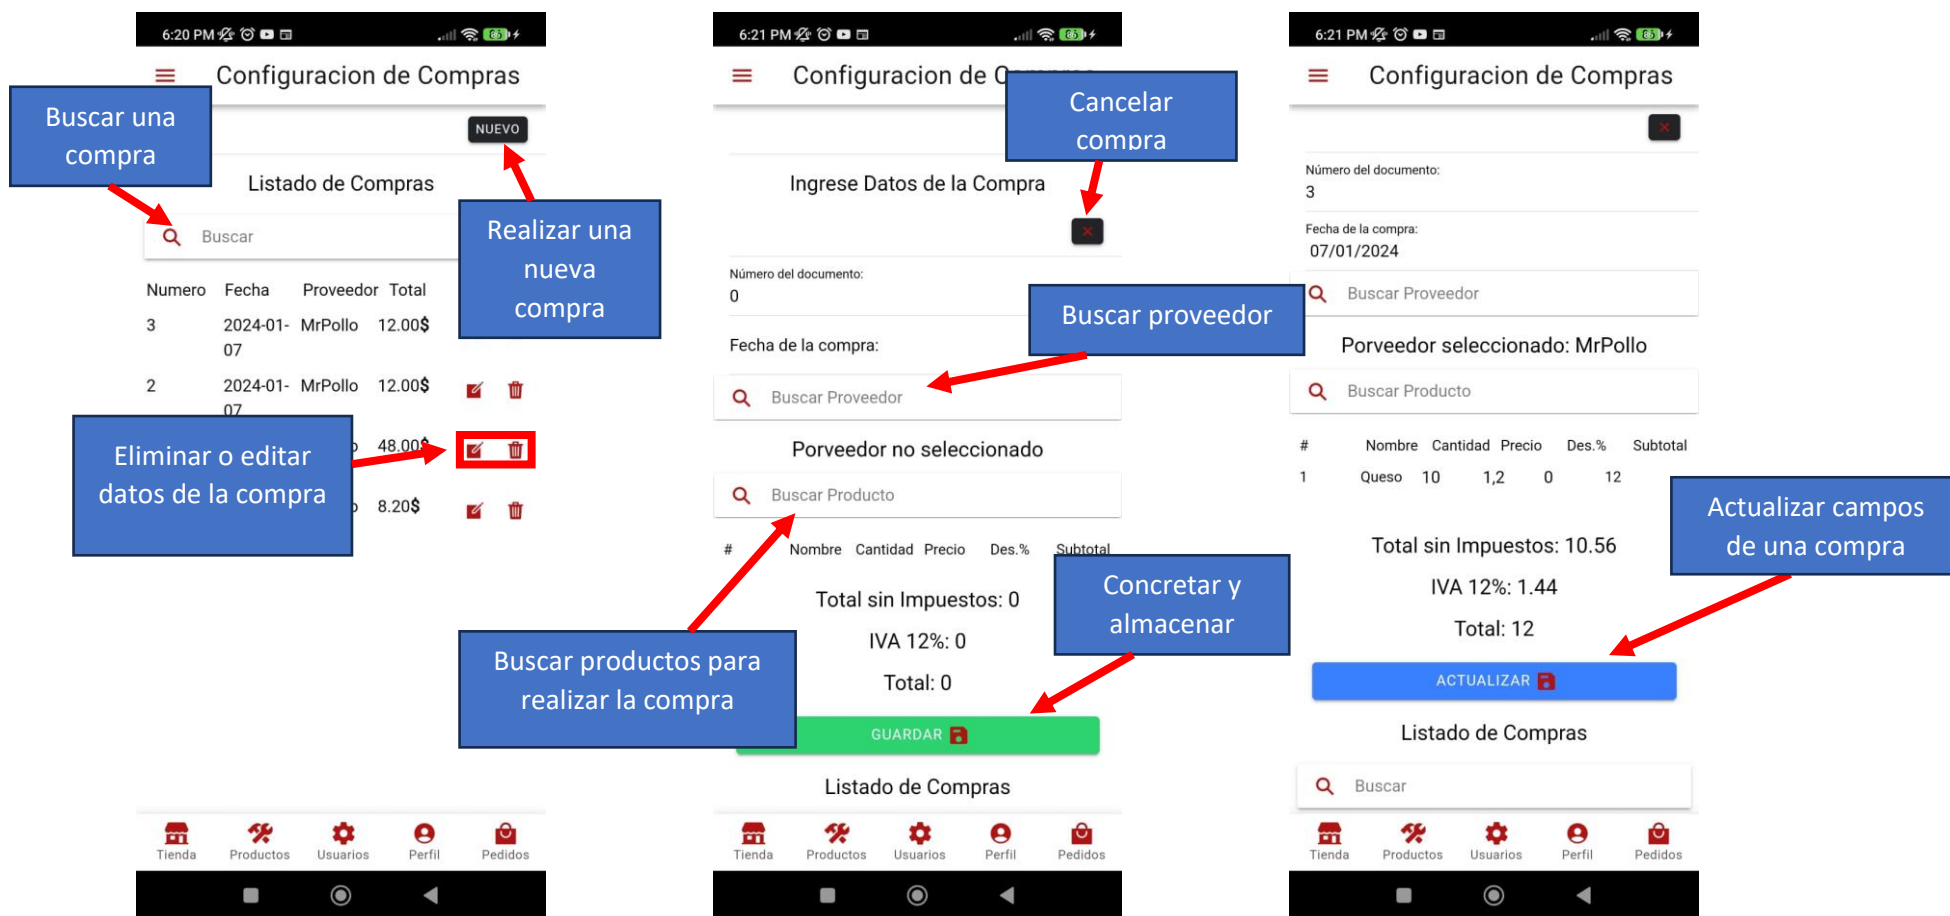 6:20 PM
85
Configuracion de Compras
Buscar una
compra
NUEVO
Listado de Compras
Buscar
Realizar una
nueva
compra
Numero Fecha Proveedor Total
3 2024-01-07 MrPollo 12.00$
2 2024-01-07 MrPollo 12.00$
48.00$
8.20$
Eliminar o editar
datos de la compra
Tienda Productos Usuarios Perfil Pedidos
6:21 PM
85
Configuracion de
Cancelar
compra
Ingrese Datos de la Compra
Número del documento:
0
Fecha de la compra:
Buscar proveedor
Buscar Proveedor
Porveedor no seleccionado
Buscar Producto
# Nombre Cantidad Precio Des.% Subtotal
Total sin Impuestos: 0
IVA 12%: 0
Total: 0
Concretar y
almacenar
Buscar productos para
realizar la compra
GUARDAR
Listado de Compras
Tienda Productos Usuarios Perfil Pedidos
6:21 PM
85
Configuracion de Compras
Número del documento:
3
Fecha de la compra:
07/01/2024
Buscar Proveedor
Porveedor seleccionado: MrPollo
Buscar Producto
# Nombre Cantidad Precio Des.% Subtotal
1 Queso 10 1,2 0 12
Actualizar campos
de una compra
Total sin Impuestos: 10.56
IVA 12%: 1.44
Total: 12
ACTUALIZAR
Listado de Compras
Buscar
Tienda Productos Usuarios Perfil Pedidos